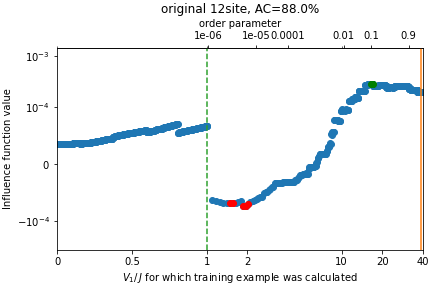 original 12site, AC=88.0%
order parameter
1e-06 1e-05 0.0001 0.01 0.1 0.9
10⁻³
10⁻⁴
0
−10⁻⁴
Influence function value
0 0.5 1 2 10 20 40
V₁/J for which training example was calculated